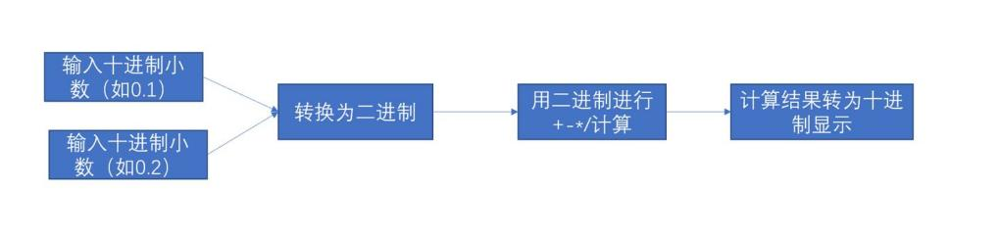 输入十进制小
数（如0.1）
输入十进制小
数（如0.2）
转换为二进制
用二进制进行
+-*/计算
计算结果转为十进
制显示